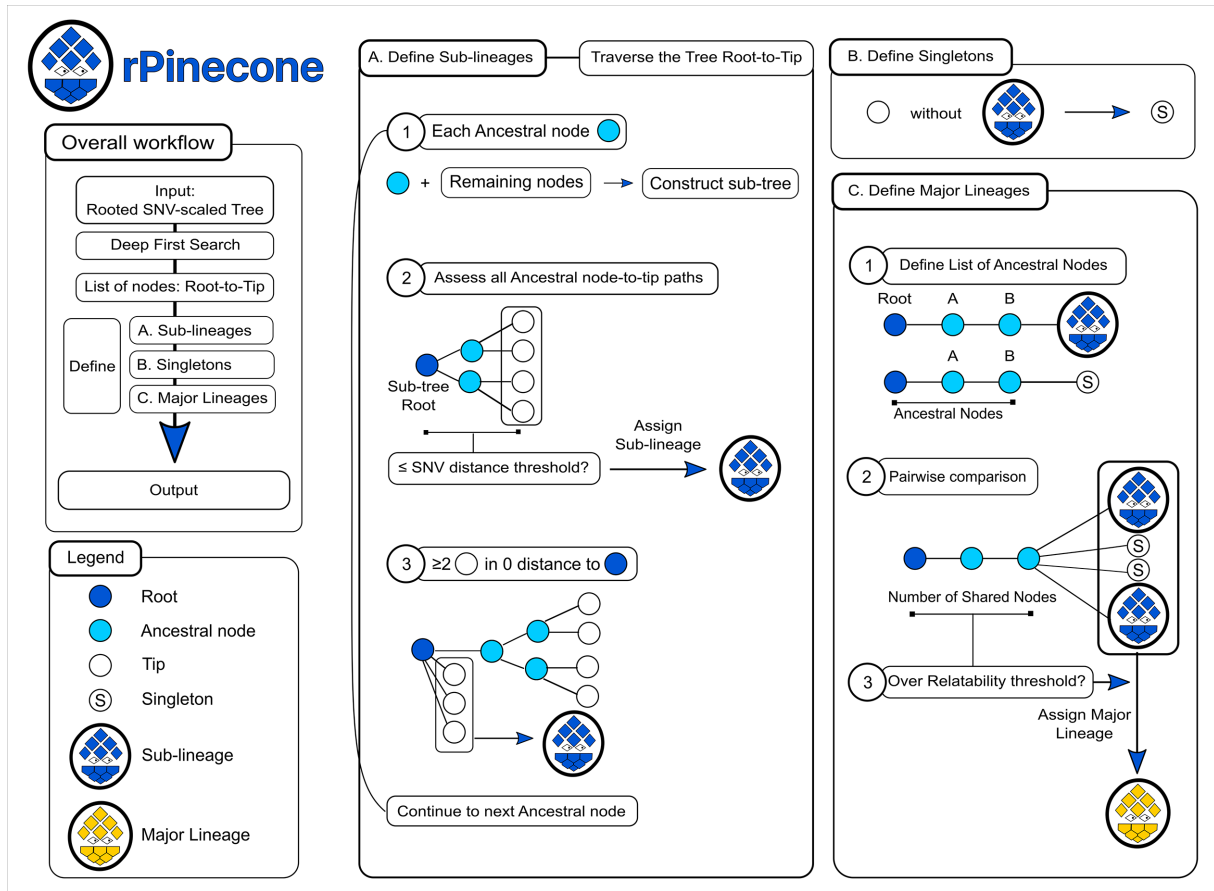 rPinecone
Overall workflow
Input:
Rooted SNV-scaled Tree
Deep First Search
List of nodes: Root-to-Tip
Define
A. Sub-lineages
B. Singletons
C. Major Lineages
Output
Legend
Root
Ancestral node
Tip
S
Singleton
Sub-lineage
Major Lineage
A. Define Sub-lineages
Traverse the Tree Root-to-Tip
1
Each Ancestral node
+
Remaining nodes
Construct sub-tree
2
Assess all Ancestral node-to-tip paths
Sub-tree
Root
≤ SNV distance threshold?
Assign
Sub-lineage
3
≥2 in 0 distance to
Continue to next Ancestral node
B. Define Singletons
without
S
C. Define Major Lineages
1
Define List of Ancestral Nodes
Root A B
A B
S
Ancestral Nodes
2
Pairwise comparison
S
S
Number of Shared Nodes
3
Over Relatability threshold?
Assign Major
Lineage